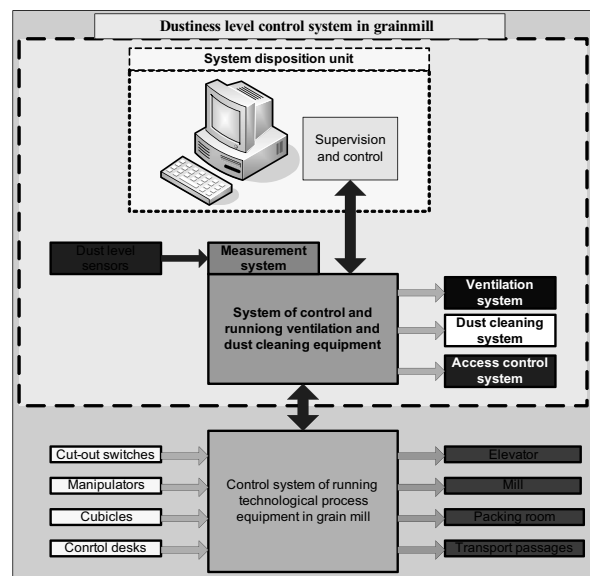 Dustiness level control system in grainmill
System disposition unit
Supervision
and control
Dust level
sensors
Measurement
system
System of control and
runniong ventilation and
dust cleaning equipment
Ventilation
system
Dust cleaning
system
Access control
system
Cut-out switches
Manipulators
Cubicles
Conrtol desks
Control system of running
technological process
equipment in grain mill
Elevator
Mill
Packing room
Transport passages